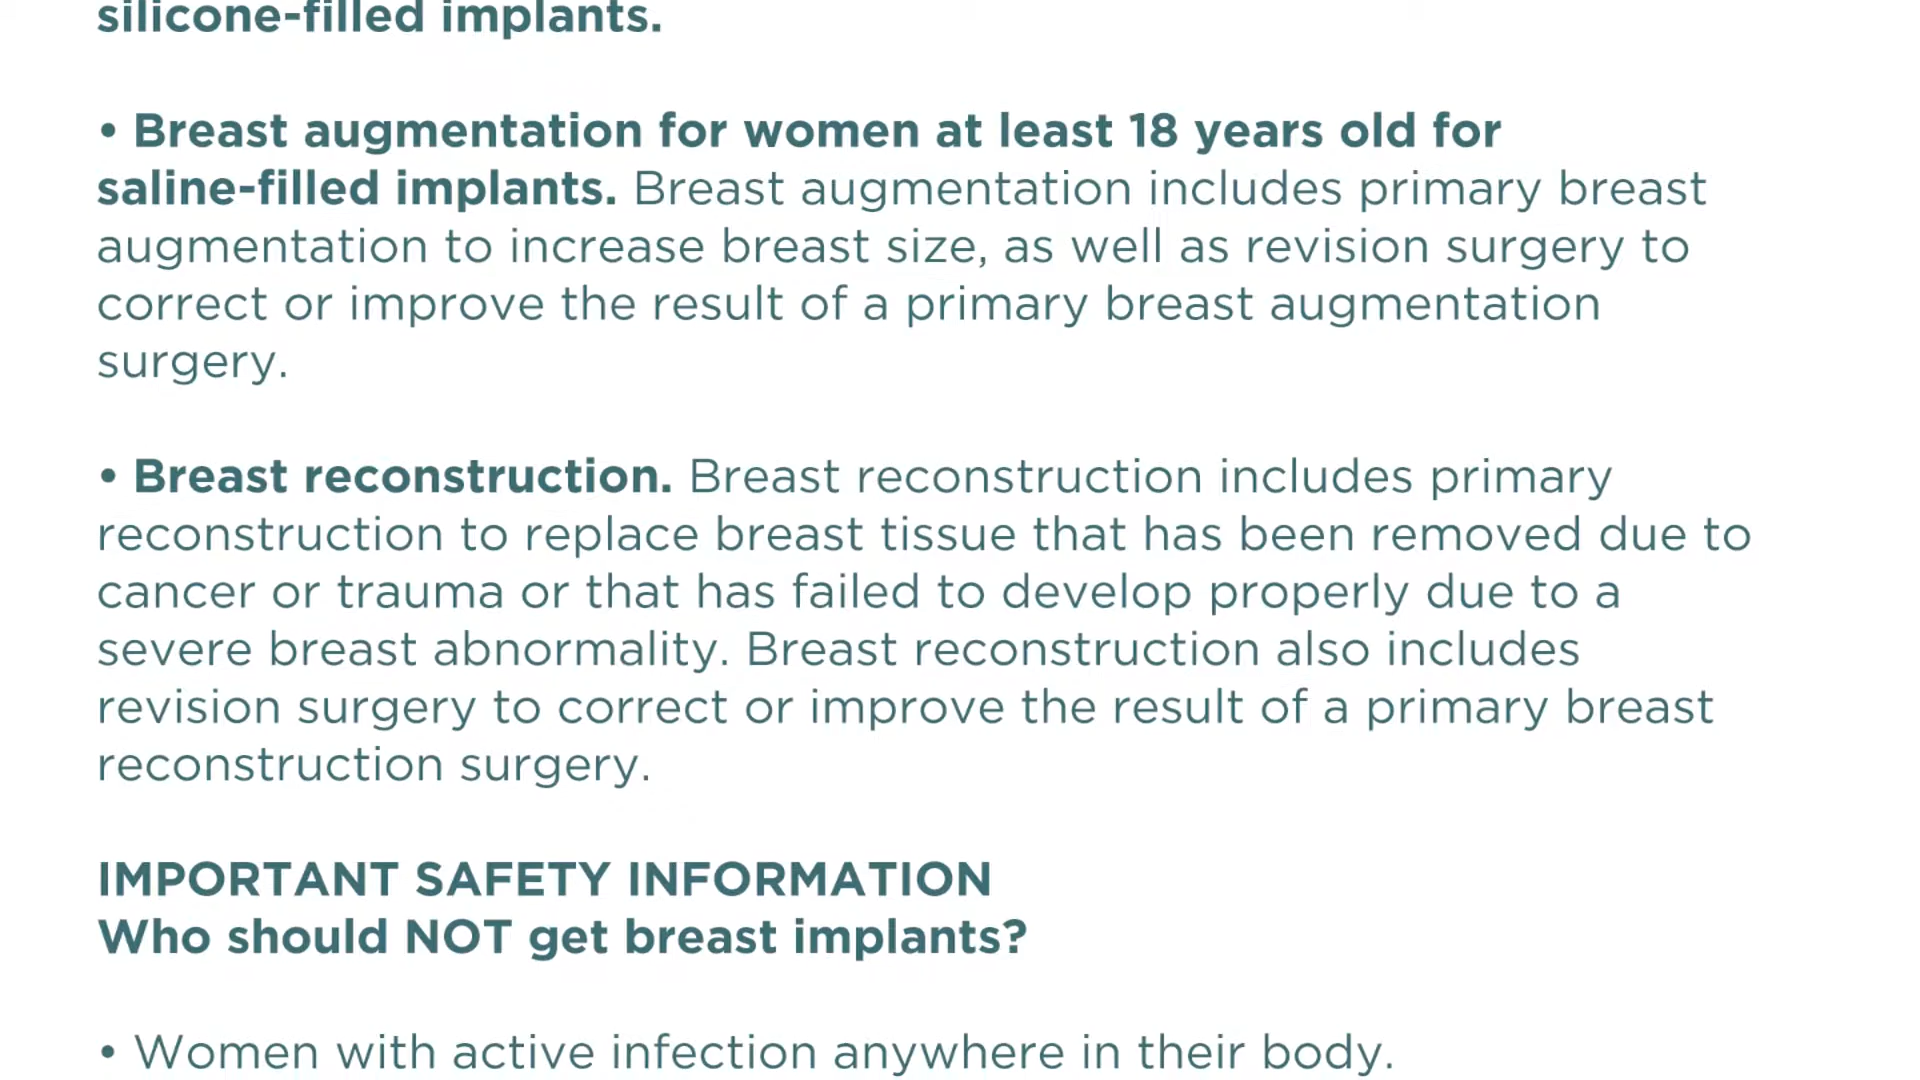 silicone-filled implants.
• Breast augmentation for women at least 18 years old for
saline-filled implants. Breast augmentation includes primary breast
augmentation to increase breast size, as well as revision surgery to
correct or improve the result of a primary breast augmentation
surgery.
• Breast reconstruction. Breast reconstruction includes primary
reconstruction to replace breast tissue that has been removed due to
cancer or trauma or that has failed to develop properly due to a
severe breast abnormality. Breast reconstruction also includes
revision surgery to correct or improve the result of a primary breast
reconstruction surgery.
IMPORTANT SAFETY INFORMATION
Who should NOT get breast implants?
• Women with active infection anywhere in their body.